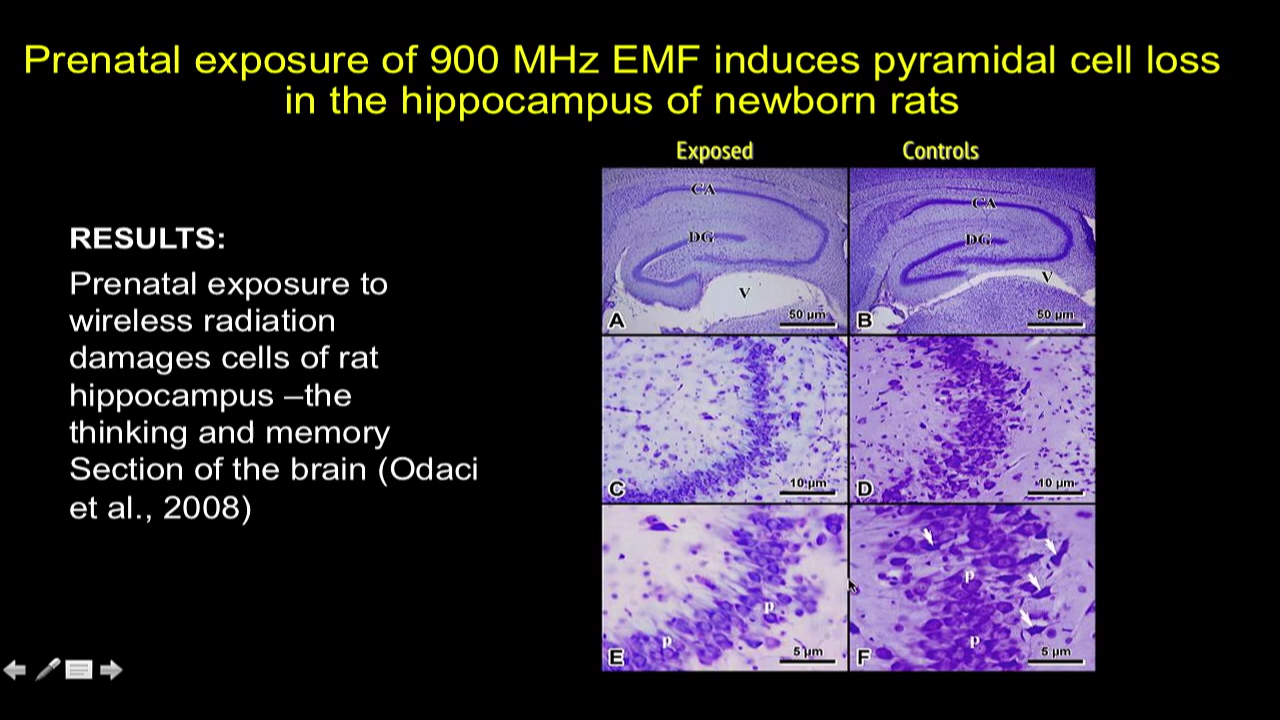 Prenatal exposure of 900 MHz EMF induces pyramidal cell loss
in the hippocampus of newborn rats
RESULTS:
Prenatal exposure to
wireless radiation
damages cells of rat
hippocampus –the
thinking and memory
Section of the brain (Odaci
et al., 2008)
Exposed Controls
CA
DG
V
A 50 µm
CA
DG
V
B 50 µm
C 10 µm
D 10 µm
p
p
E 5 µm
p
p
F 5 µm